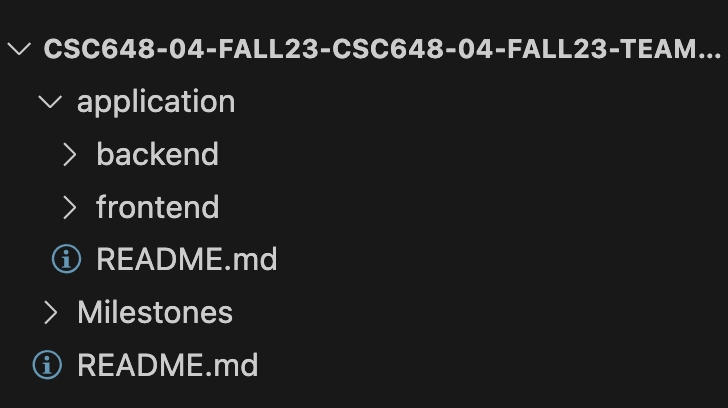 CSC648-04-FALL23-CSC648-04-FALL23-TEAM...
application
backend
frontend
README.md
Milestones
README.md